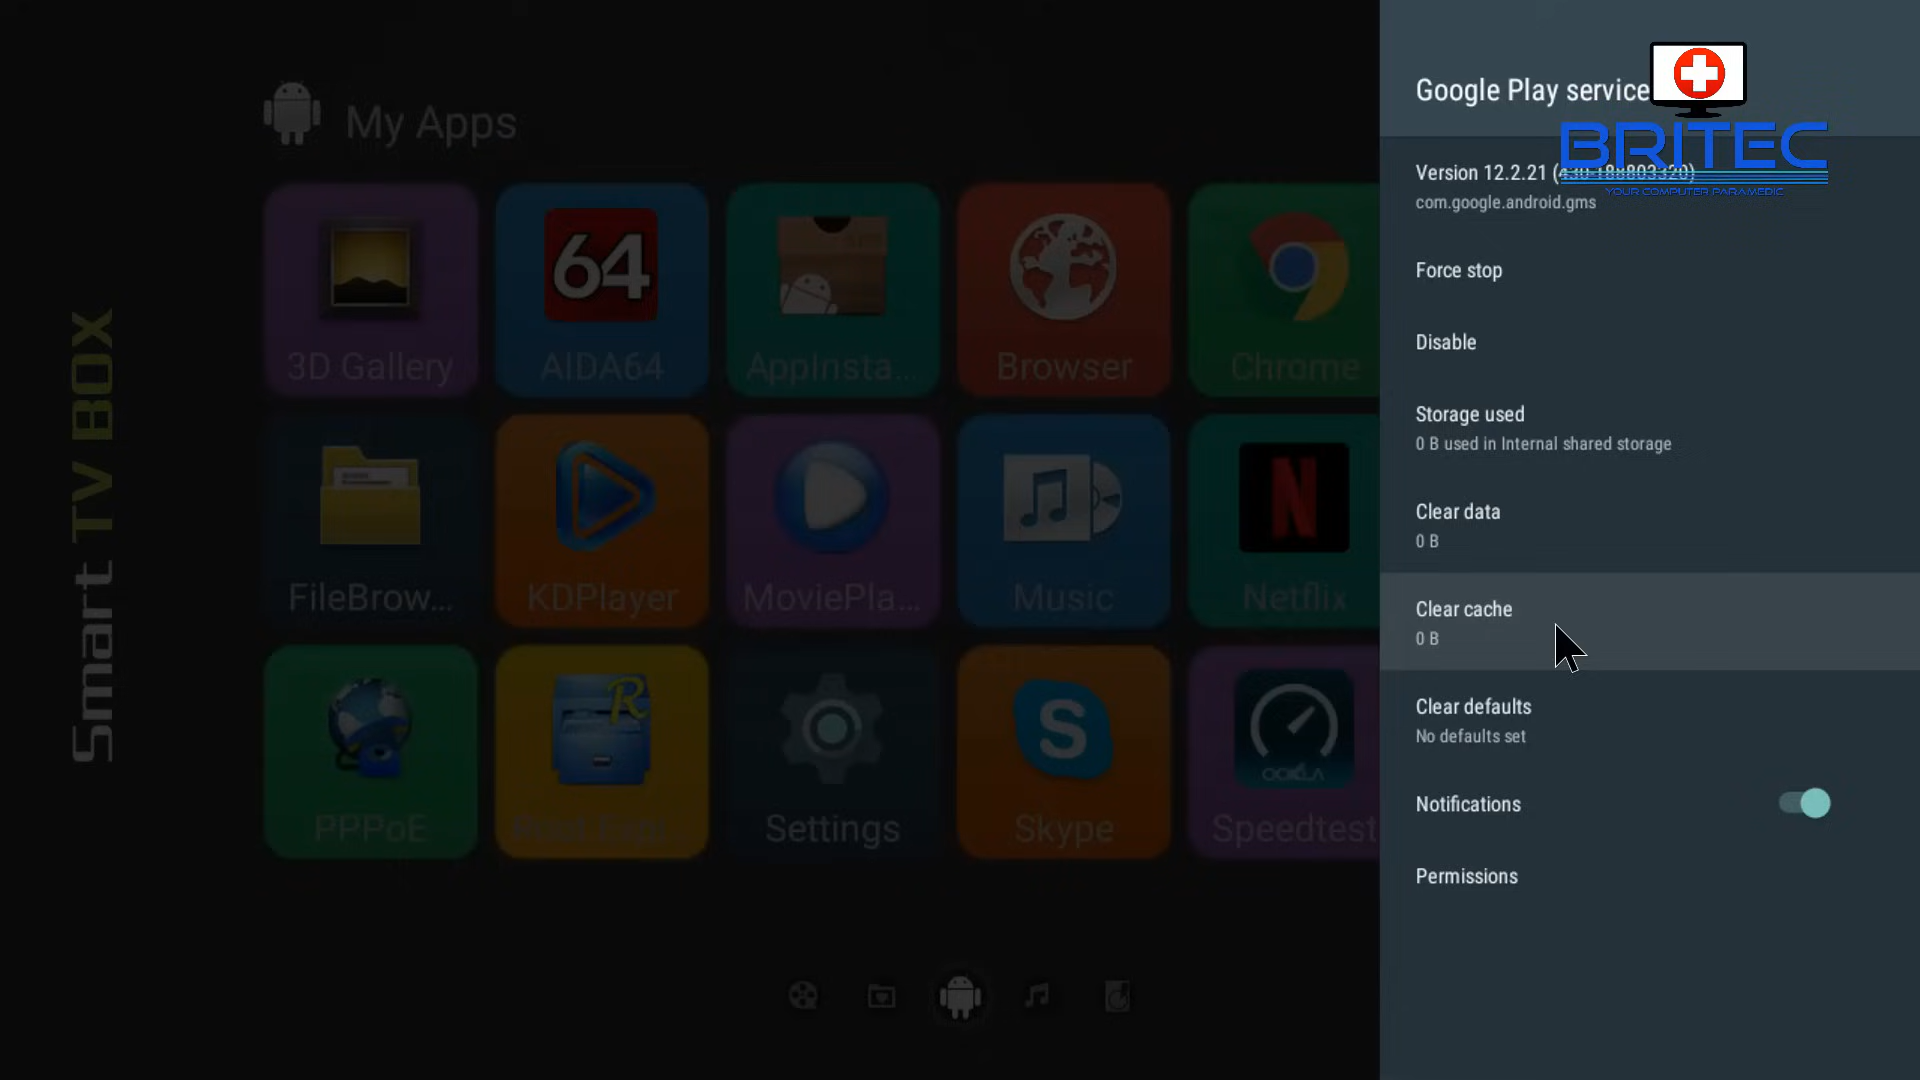 Smart TV BOX
My Apps
3D Gallery
64
AIDA64
AppInsta...
Browser
Chrome
FileBrow...
KDPlayer
MoviePla...
Music
N
Netflix
PPPoE
R
Settings
S
Skype
OOKLA
Speedtest
Google Play service
BRITEC
YOUR COMPUTER PARAMEDIC
Version 12.2.21
com.google.android.gms
Force stop
Disable
Storage used
0 B used in Internal shared storage
Clear data
0 B
Clear cache
0 B
Clear defaults
No defaults set
Notifications
Permissions